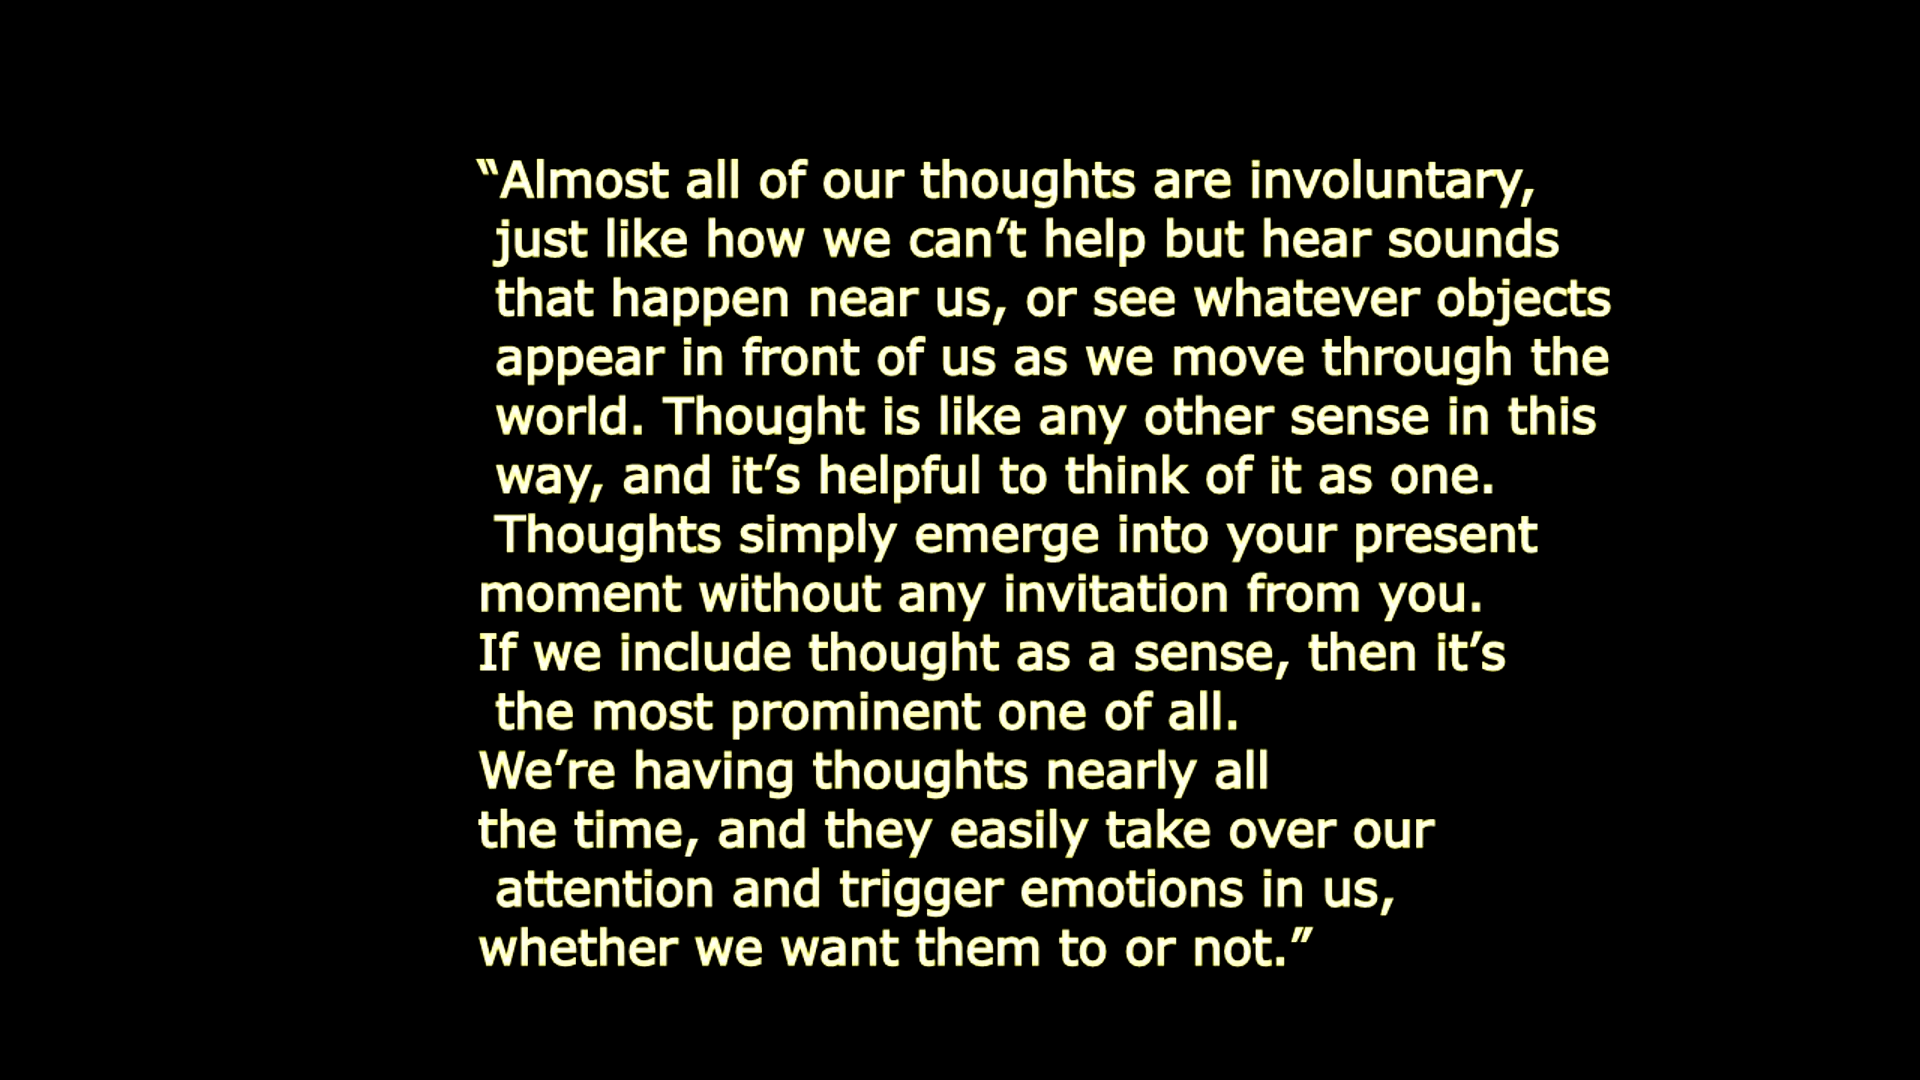 “Almost all of our thoughts are involuntary,
just like how we can’t help but hear sounds
that happen near us, or see whatever objects
appear in front of us as we move through the
world. Thought is like any other sense in this
way, and it’s helpful to think of it as one.
Thoughts simply emerge into your present
moment without any invitation from you.
If we include thought as a sense, then it’s
the most prominent one of all.
We’re having thoughts nearly all
the time, and they easily take over our
attention and trigger emotions in us,
whether we want them to or not.”